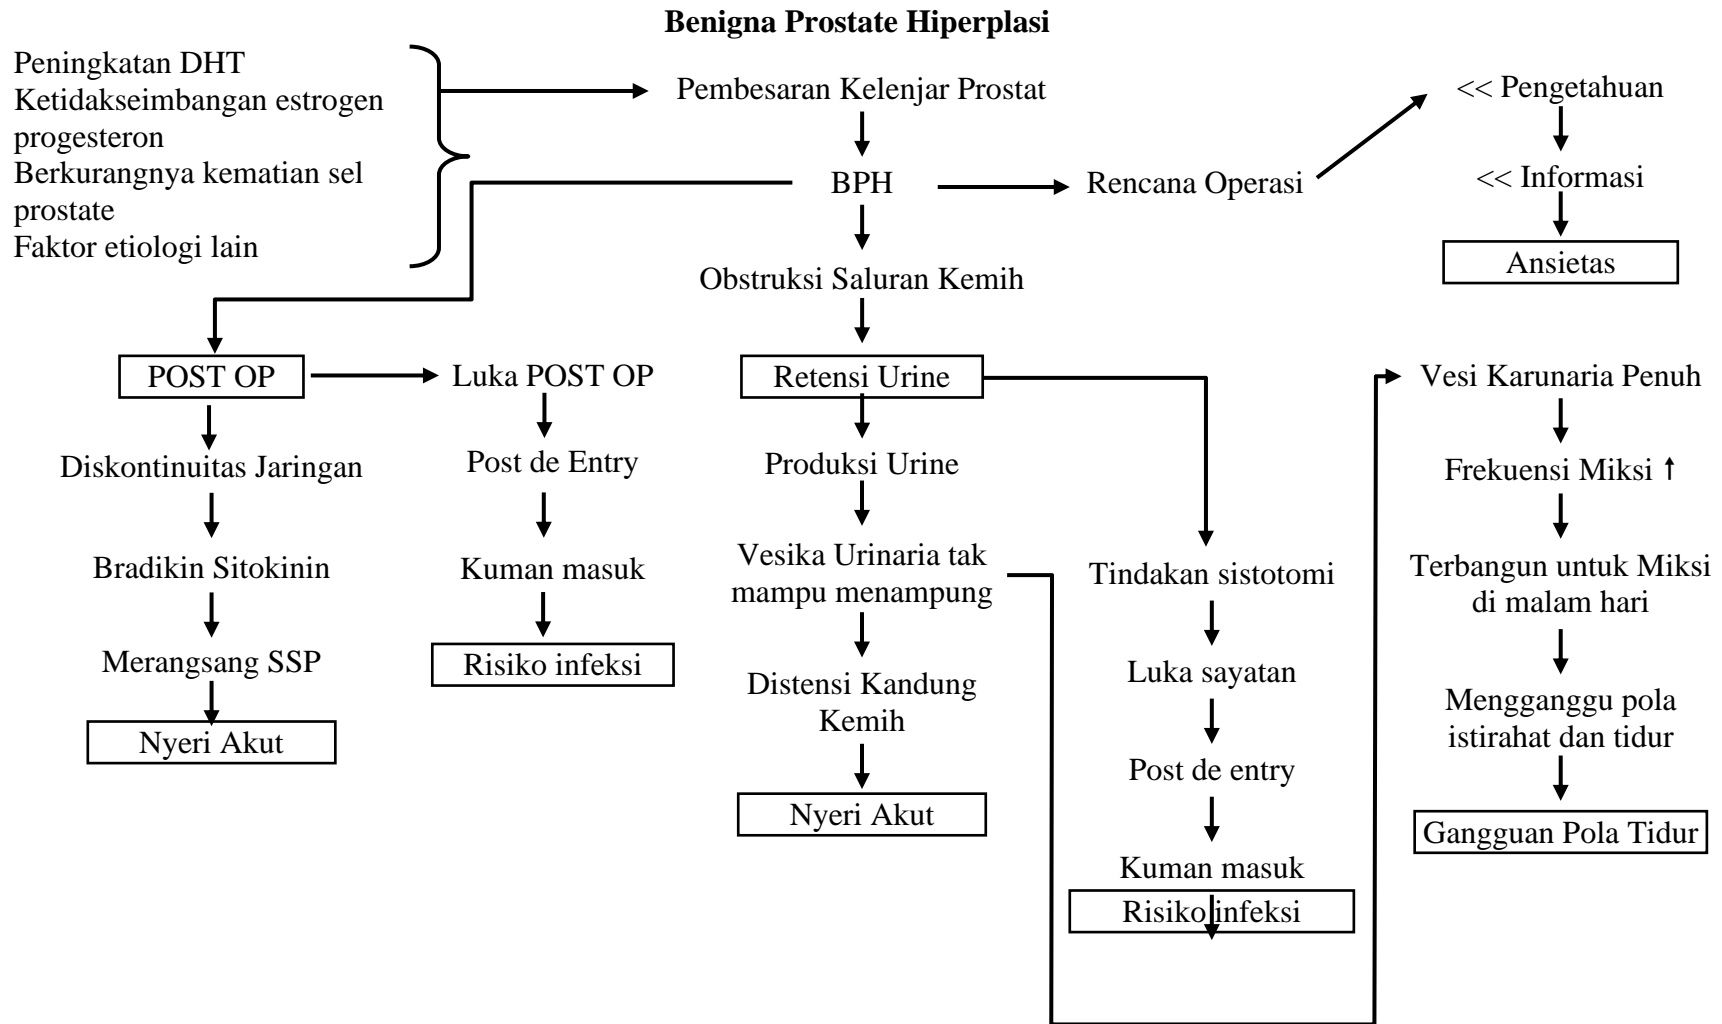 Benigna Prostate Hiperplasi
Peningkatan DHT
Ketidakseimbangan estrogen
progesteron
Berkurangnya kematian sel
prostate
Faktor etiologi lain
Pembesaran Kelenjar Prostat
BPH
Rencana Operasi
<< Pengetahuan
<< Informasi
Ansietas
Obstruksi Saluran Kemih
POST OP
Luka POST OP
Retensi Urine
Vesi Karunaria Penuh
Diskontinuitas Jaringan
Post de Entry
Produksi Urine
Frekuensi Miksi ↑
Bradikin Sitokinin
Kuman masuk
Vesika Urinaria tak
mampu menampung
Tindakan sistotomi
Terbangun untuk Miksi
di malam hari
Merangsang SSP
Risiko infeksi
Distensi Kandung
Kemih
Luka sayatan
Mengganggu pola
istirahat dan tidur
Nyeri Akut
Nyeri Akut
Post de entry
Gangguan Pola Tidur
Kuman masuk
Risiko infeksi